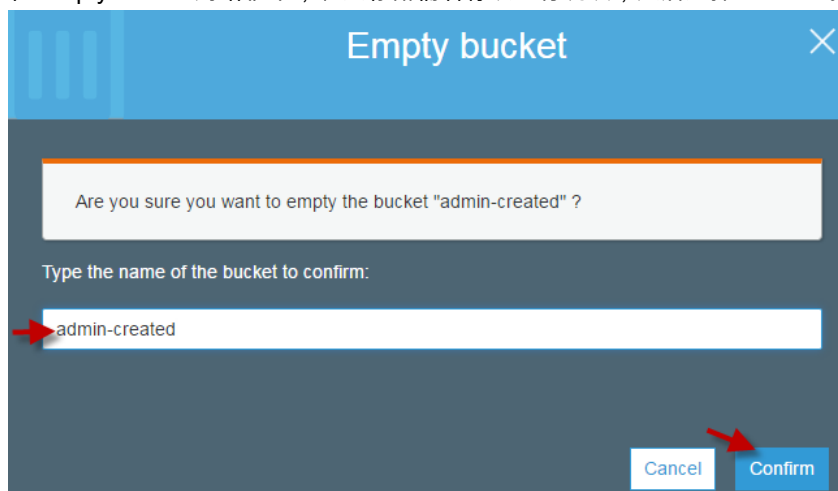 Empty bucket
Are you sure you want to empty the bucket "admin-created" ?
Type the name of the bucket to confirm:
admin-created
Cancel
Confirm